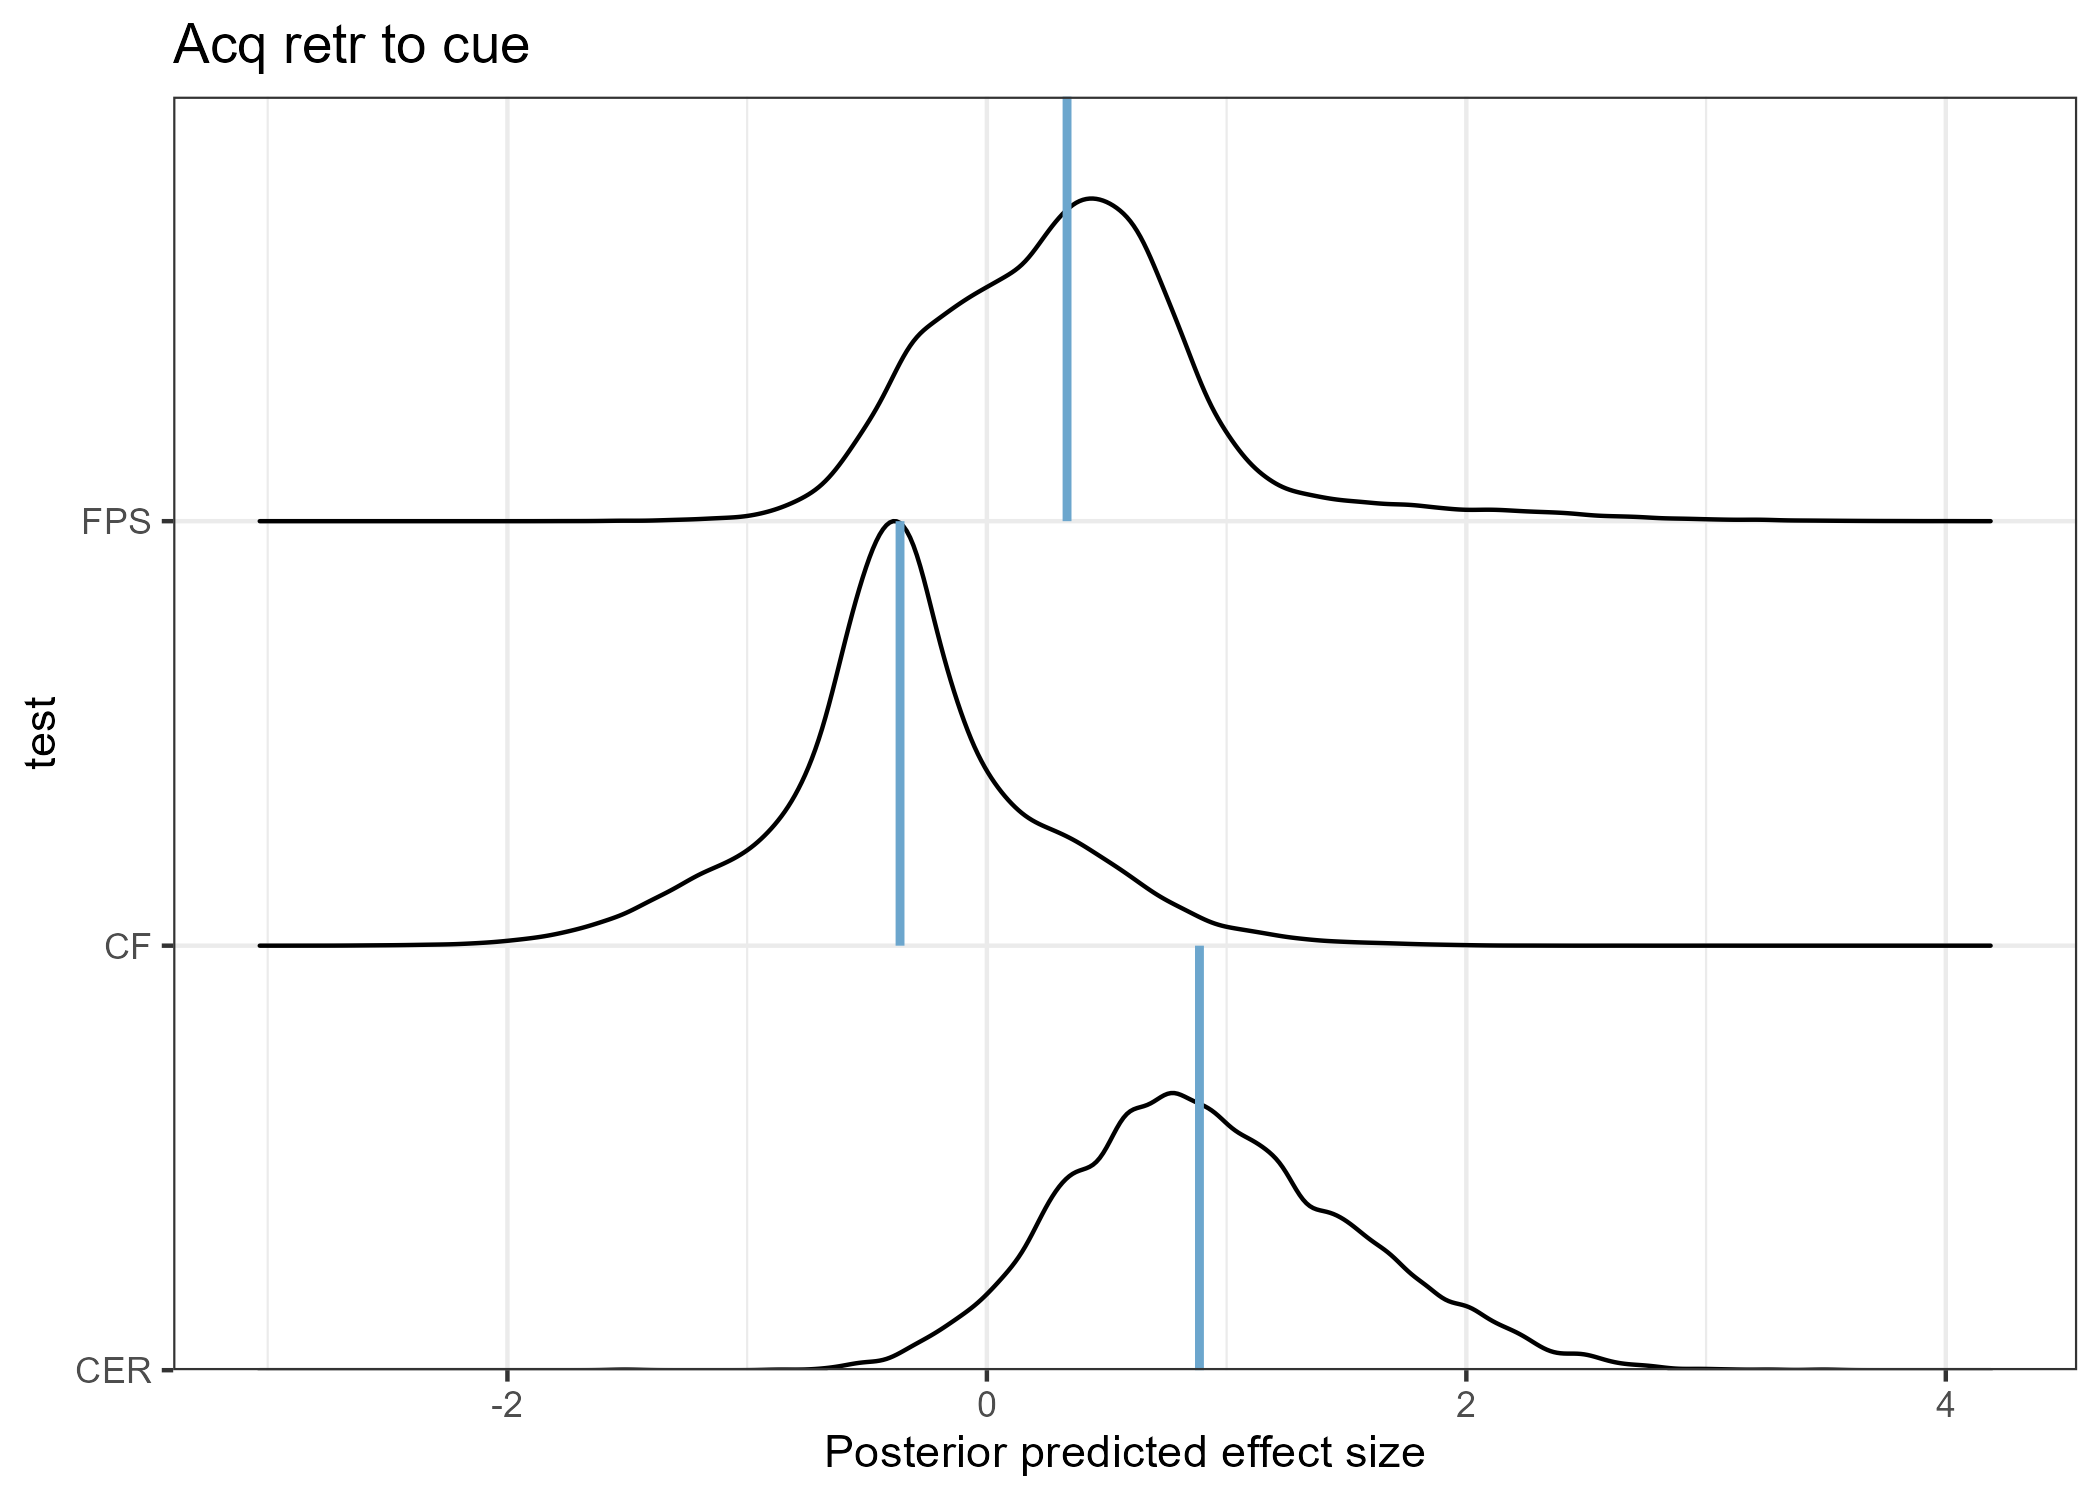 Acq retr to cue
FPS
CF
CER
test
-2
0
2
4
Posterior predicted effect size